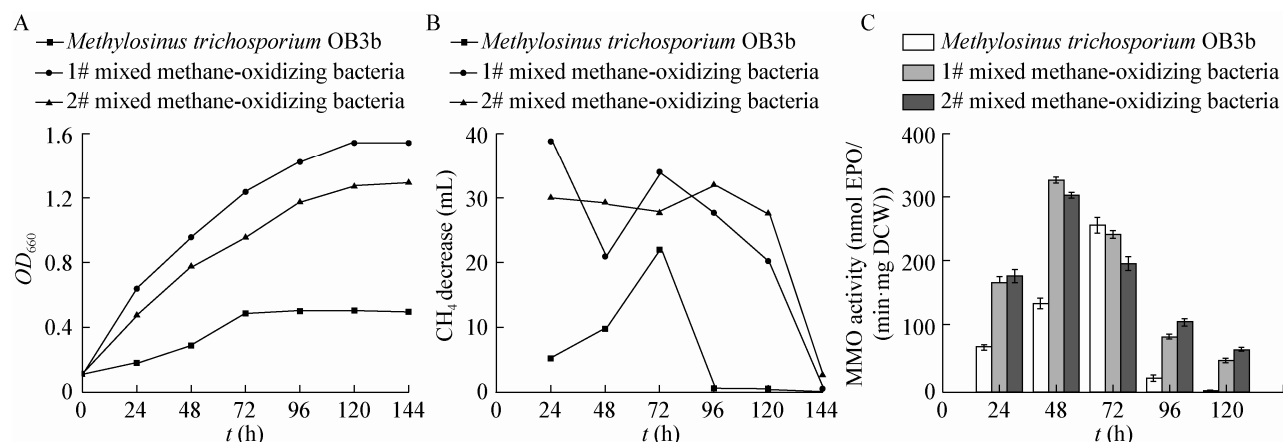 A
Methylosinus trichosporium OB3b
1# mixed methane-oxidizing bacteria
2# mixed methane-oxidizing bacteria
1.6
1.2
0.8
0.4
0
OD660
0 24 48 72 96 120 144
t (h)
B
Methylosinus trichosporium OB3b
1# mixed methane-oxidizing bacteria
2# mixed methane-oxidizing bacteria
40
30
20
10
0
CH4 decrease (mL)
0 24 48 72 96 120 144
t (h)
C
Methylosinus trichosporium OB3b
1# mixed methane-oxidizing bacteria
2# mixed methane-oxidizing bacteria
400
300
200
100
0
MMO activity (nmol EPO/
(min·mg DCW))
0 24 48 72 96 120
t (h)